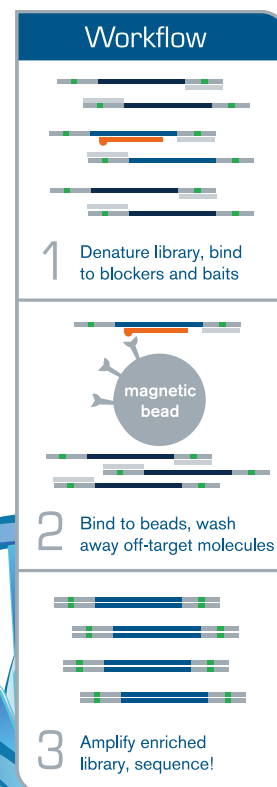 Workflow
1 Denature library, bind
to blockers and baits
magnetic
bead
2 Bind to beads, wash
away off-target molecules
3 Amplify enriched
library, sequence!